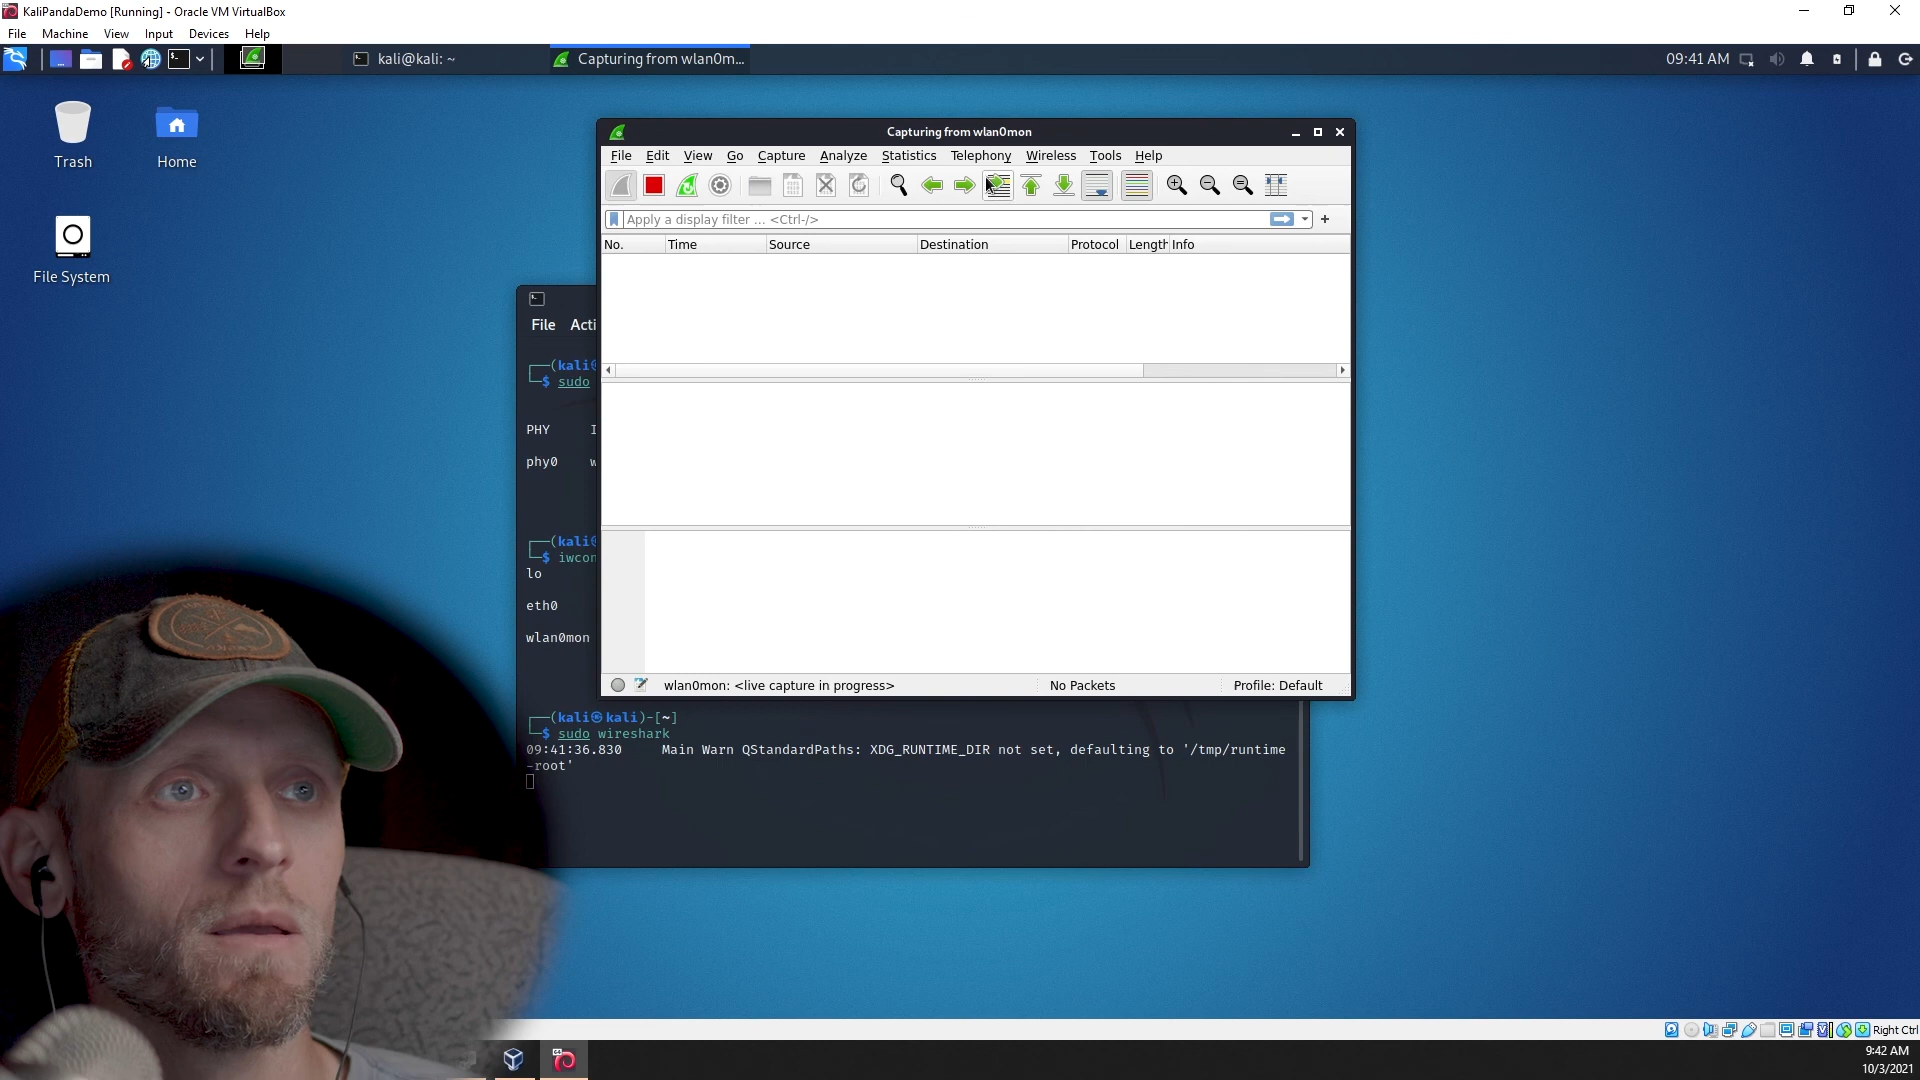 KaliPandaDemo [Running] - Oracle VM VirtualBox
File Machine View Input Devices Help
kali@kali: ~
Capturing from wlan0m...
09:41 AM
Trash
Home
File System
Capturing from wlan0mon
File Edit View Go Capture Analyze Statistics Telephony Wireless Tools Help
Apply a display filter ... <Ctrl-/>
No. Time Source Destination Protocol Length Info
wlan0mon: <live capture in progress>
No Packets
Profile: Default
File Acti
(kali
$ sudo
PHY I
phy0 w
(kali
$ iwcon
lo
eth0
wlan0mon
(kali㉿kali)-[~]
$ sudo wireshark
09:41:36.830 Main Warn QStandardPaths: XDG_RUNTIME_DIR not set, defaulting to '/tmp/runtime
-root'
Right Ctrl
9:42 AM
10/3/2021